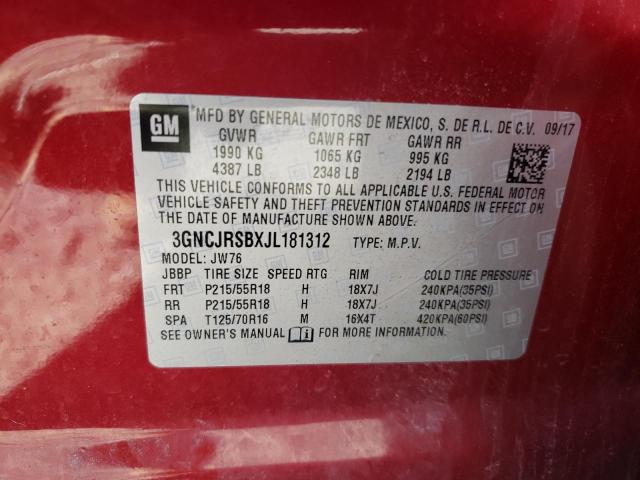 GM
MFD BY GENERAL MOTORS DE MEXICO, S. DE R.L. DE C.V. 09/17
GVWR GAWR FRT GAWR RR
1990 KG 1065 KG 995 KG
4387 LB 2348 LB 2194 LB
THIS VEHICLE CONFORMS TO ALL APPLICABLE U.S. FEDERAL MOTOR
VEHICLE SAFETY AND THEFT PREVENTION STANDARDS IN EFFECT ON
THE DATE OF MANUFACTURE SHOWN ABOVE.
3GNCJRSBXJL181312 TYPE: M.P.V.
MODEL: JW76
JBBP TIRE SIZE SPEED RTG RIM COLD TIRE PRESSURE
FRT P215/55R18 H 18X7J 240KPA(35PSI)
RR P215/55R18 H 18X7J 240KPA(35PSI)
SPA T125/70R16 M 16X4T 420KPA(60PSI)
SEE OWNER'S MANUAL i FOR MORE INFORMATION.